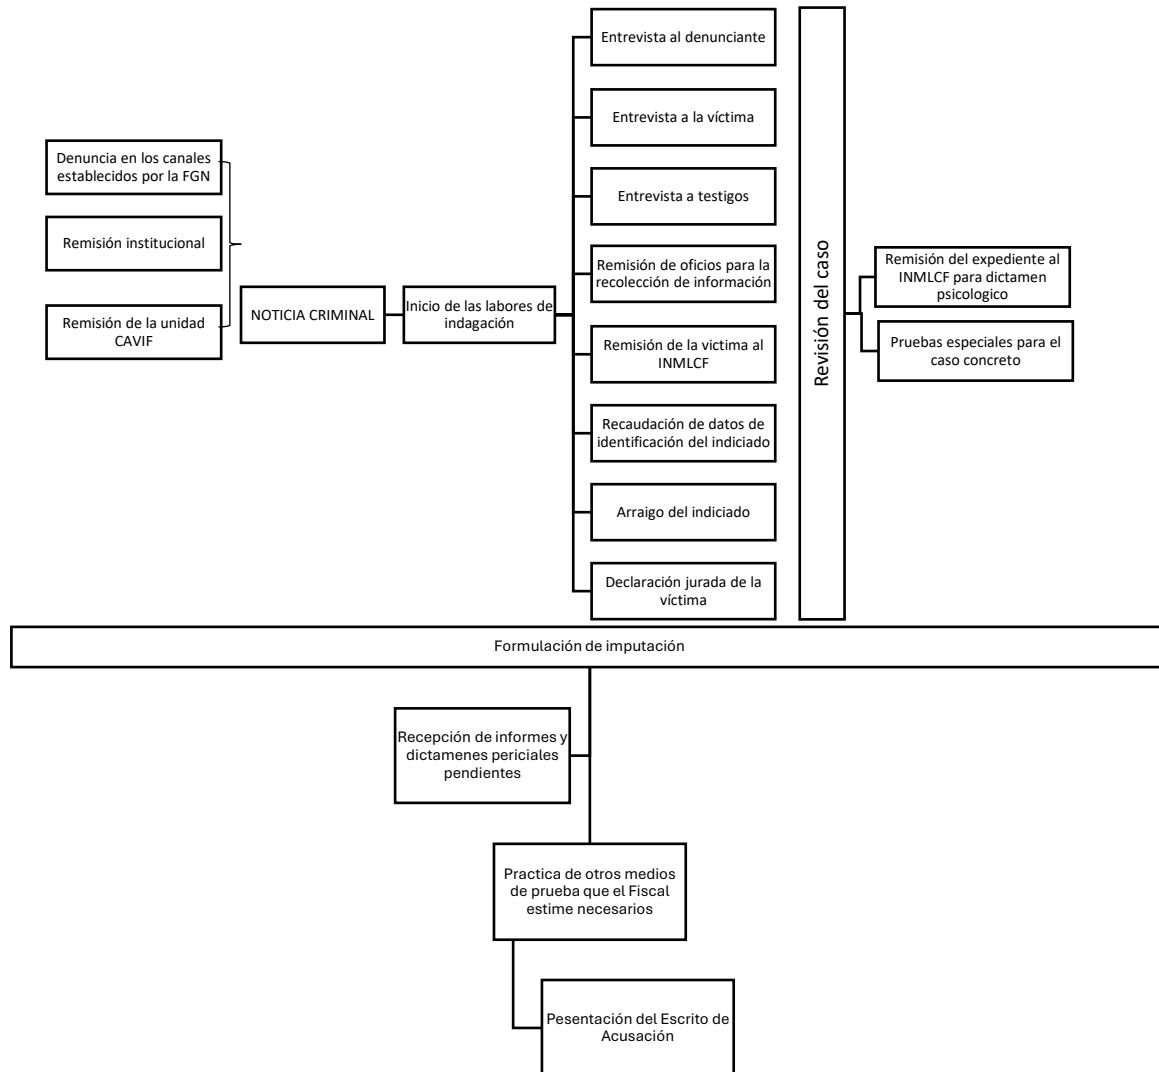 Denuncia en los canales
establecidos por la FGN
Remisión institucional
Remisión de la unidad
CAVIF
NOTICIA CRIMINAL
Inicio de las labores de
indagación
Entrevista al denunciante
Entrevista a la víctima
Entrevista a testigos
Remisión de oficios para la
recolección de información
Remisión de la victima al
INMLCF
Recaudación de datos de
identificación del indiciado
Arraigo del indiciado
Declaración jurada de la
víctima
Revisión del caso
Remisión del expediente al
INMLCF para dictamen
psicologico
Pruebas especiales para el
caso concreto
Formulación de imputación
Recepción de informes y
dictamenes periciales
pendientes
Practica de otros medios
de prueba que el Fiscal
estime necesarios
Pesentación del Escrito de
Acusación